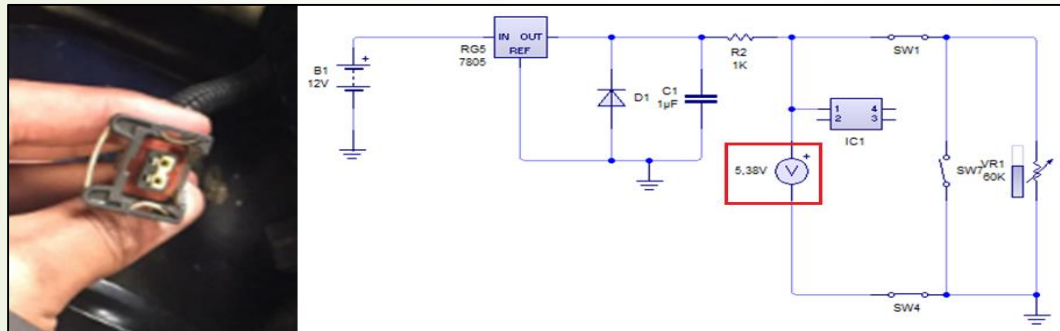 IN OUT
REF
RG5
7805
B1
12V
+
D1
C1
1µF
R2
1K
SW1
1 4
2 3
IC1
+
5,38V
V
SW7
VR1
60K
SW4